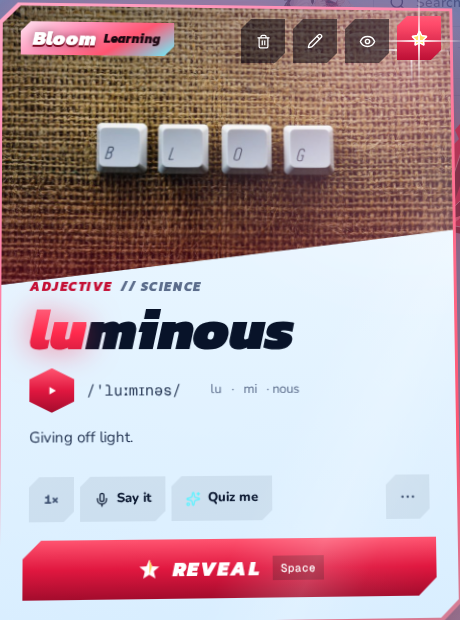 Search
Bloom Learning
B L O G
ADJECTIVE // SCIENCE
luminous
/ˈluːmɪnəs/ lu · mi · nous
Giving off light.
1× Say it Quiz me ...
REVEAL Space